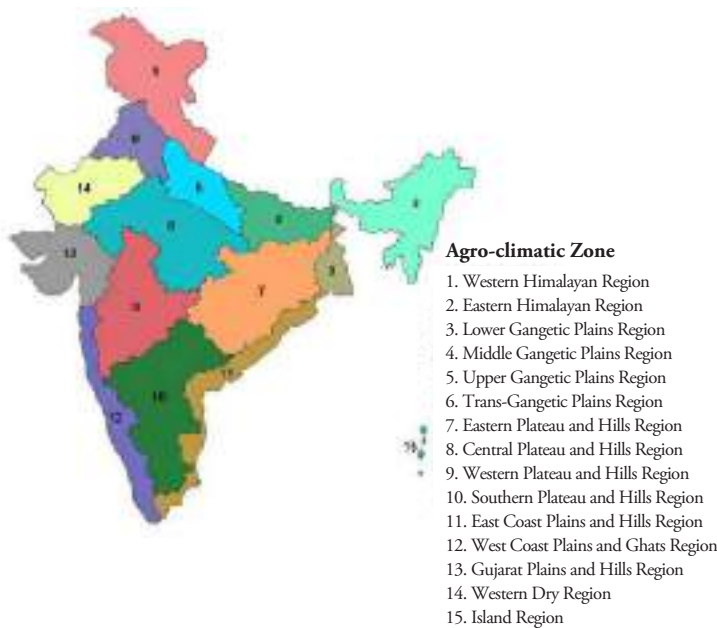 14
7
3
12
10
Agro-climatic Zone
1. Western Himalayan Region
2. Eastern Himalayan Region
3. Lower Gangetic Plains Region
4. Middle Gangetic Plains Region
5. Upper Gangetic Plains Region
6. Trans-Gangetic Plains Region
7. Eastern Plateau and Hills Region
8. Central Plateau and Hills Region
9. Western Plateau and Hills Region
10. Southern Plateau and Hills Region
11. East Coast Plains and Hills Region
12. West Coast Plains and Ghats Region
13. Gujarat Plains and Hills Region
14. Western Dry Region
15. Island Region